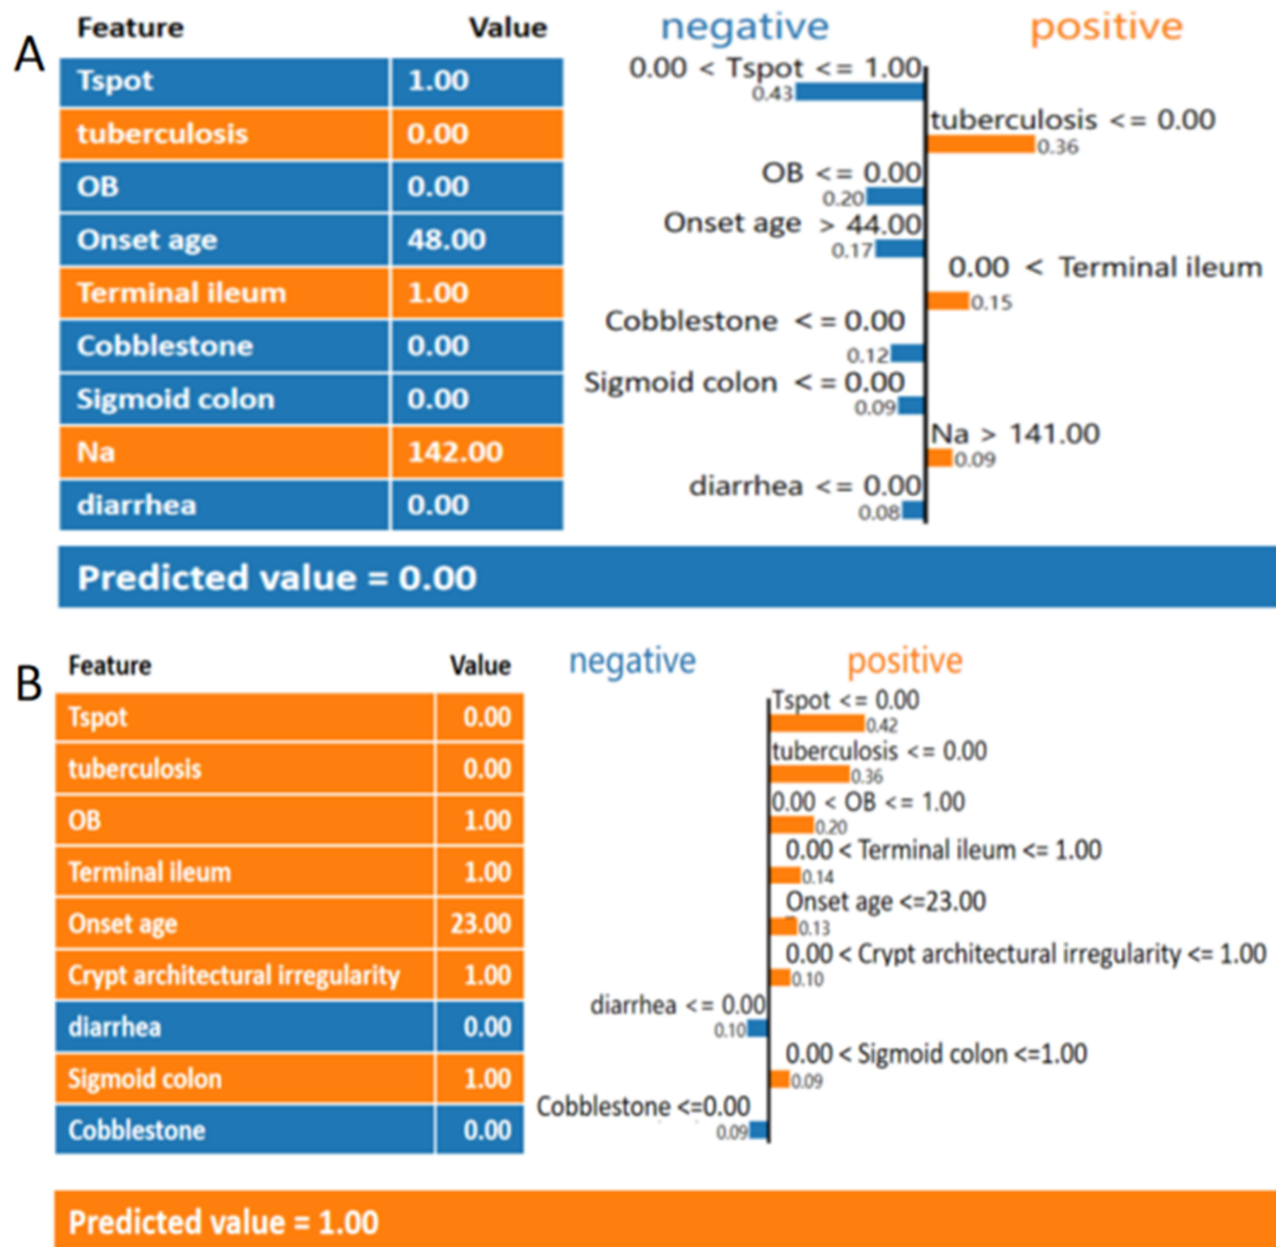 A
Feature Value
Tspot 1.00
tuberculosis 0.00
OB 0.00
Onset age 48.00
Terminal ileum 1.00
Cobblestone 0.00
Sigmoid colon 0.00
Na 142.00
diarrhea 0.00
negative positive
0.00 < Tspot <= 1.00
0.43
tuberculosis <= 0.00
0.36
OB <= 0.00
0.20
Onset age > 44.00
0.17
0.00 < Terminal ileum
0.15
Cobblestone <= 0.00
0.12
Sigmoid colon <= 0.00
0.09
Na > 141.00
0.09
diarrhea <= 0.00
0.08
Predicted value = 0.00
B
Feature Value
Tspot 0.00
tuberculosis 0.00
OB 1.00
Terminal ileum 1.00
Onset age 23.00
Crypt architectural irregularity 1.00
diarrhea 0.00
Sigmoid colon 1.00
Cobblestone 0.00
negative positive
Tspot <= 0.00
0.42
tuberculosis <= 0.00
0.36
0.00 < OB <= 1.00
0.20
0.00 < Terminal ileum <= 1.00
0.14
Onset age <=23.00
0.13
0.00 < Crypt architectural irregularity <= 1.00
0.10
diarrhea <= 0.00
0.10
0.00 < Sigmoid colon <=1.00
0.09
Cobblestone <=0.00
0.09
Predicted value = 1.00